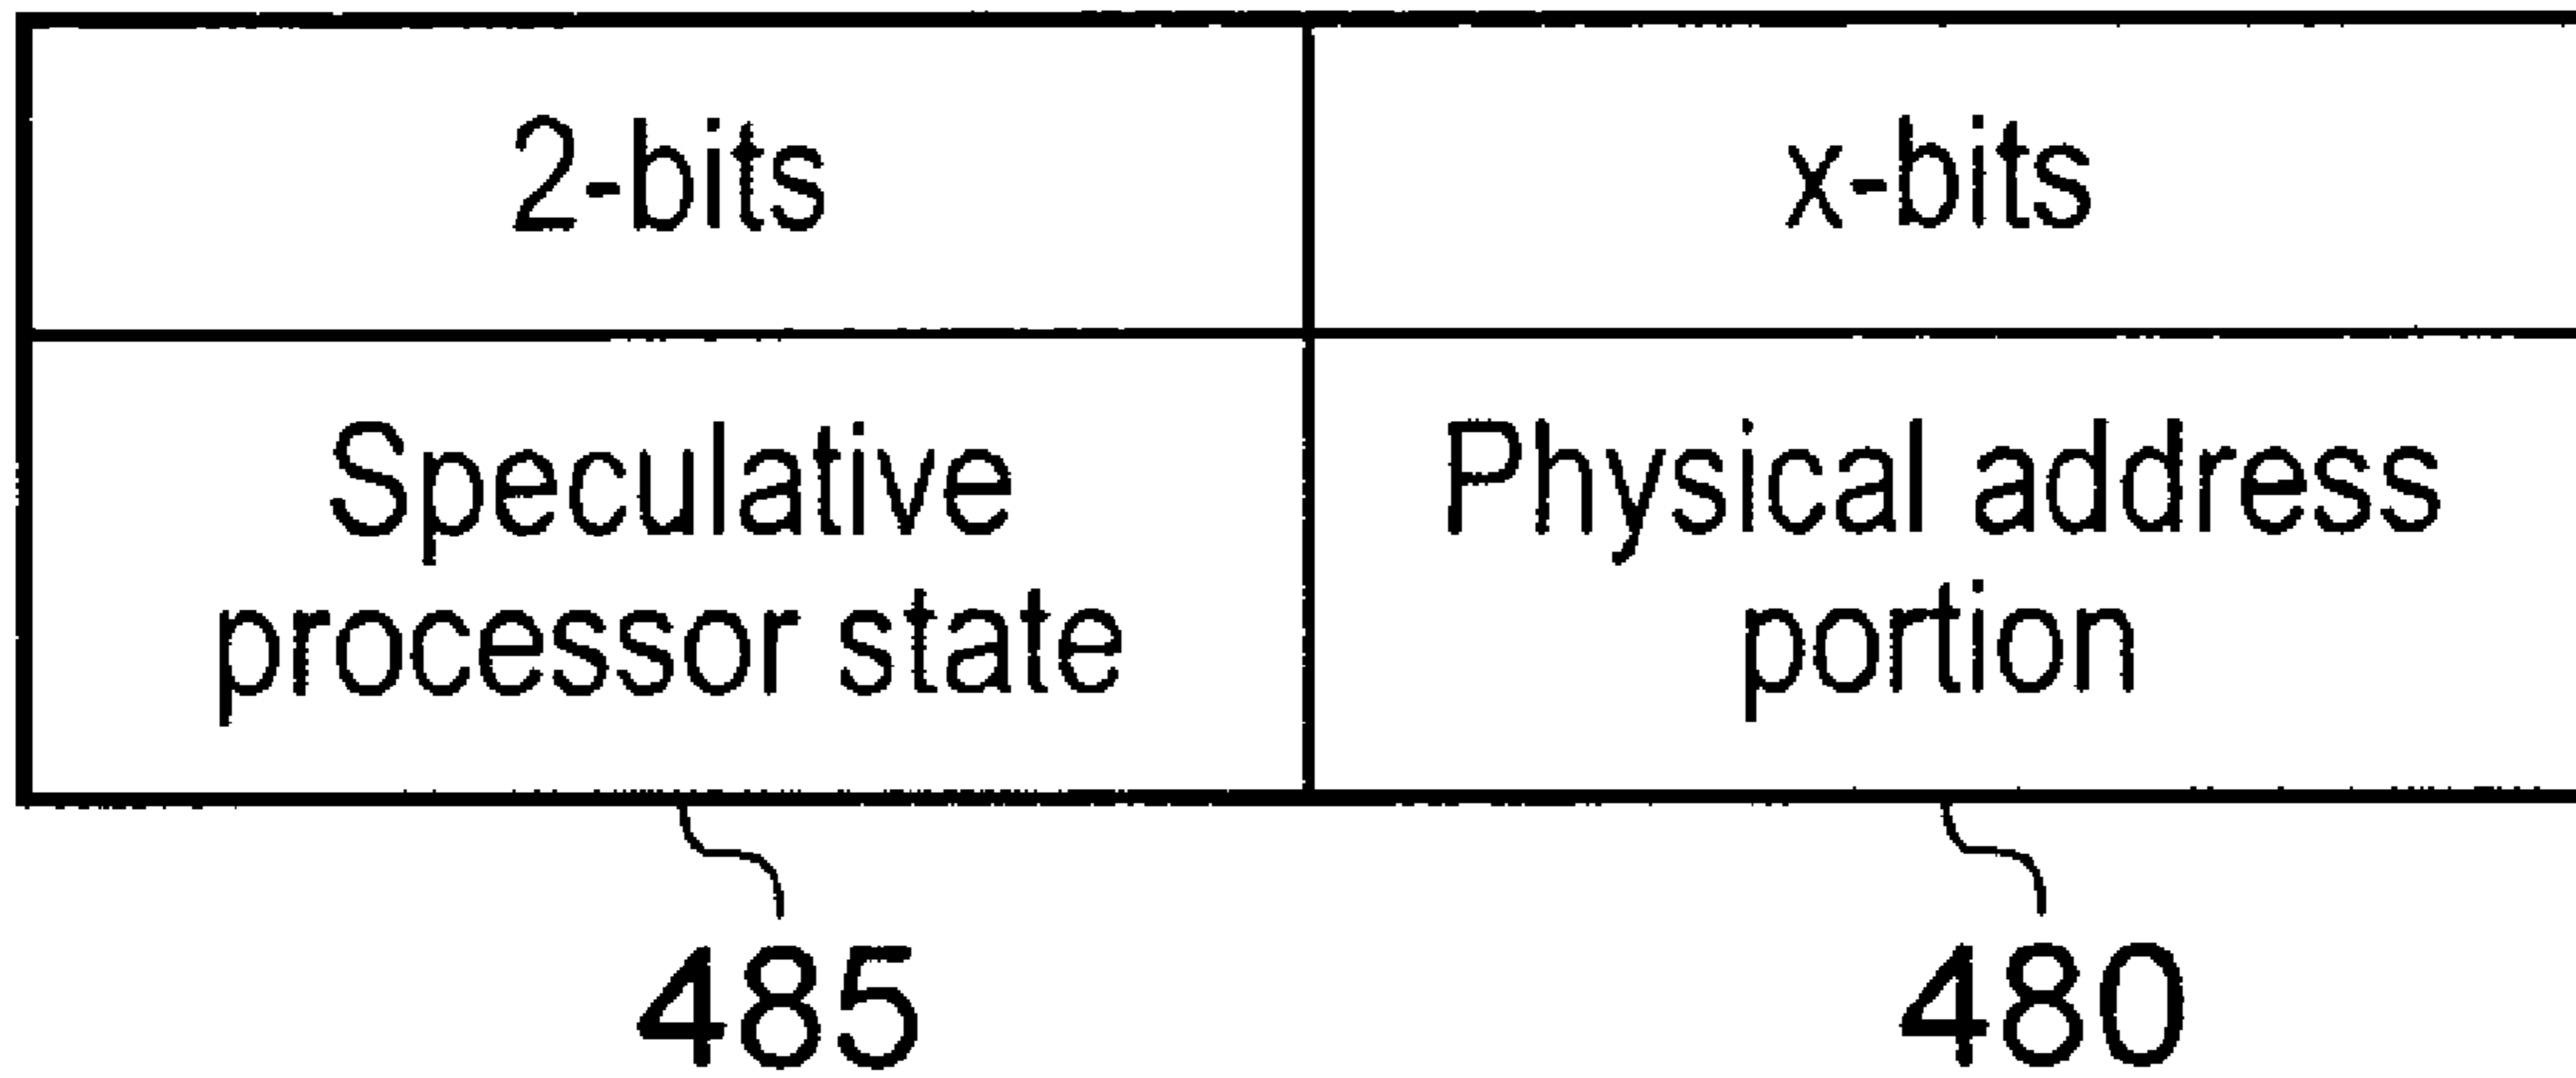 2-bits
x-bits
Speculative
processor state
Physical address
portion
485
480